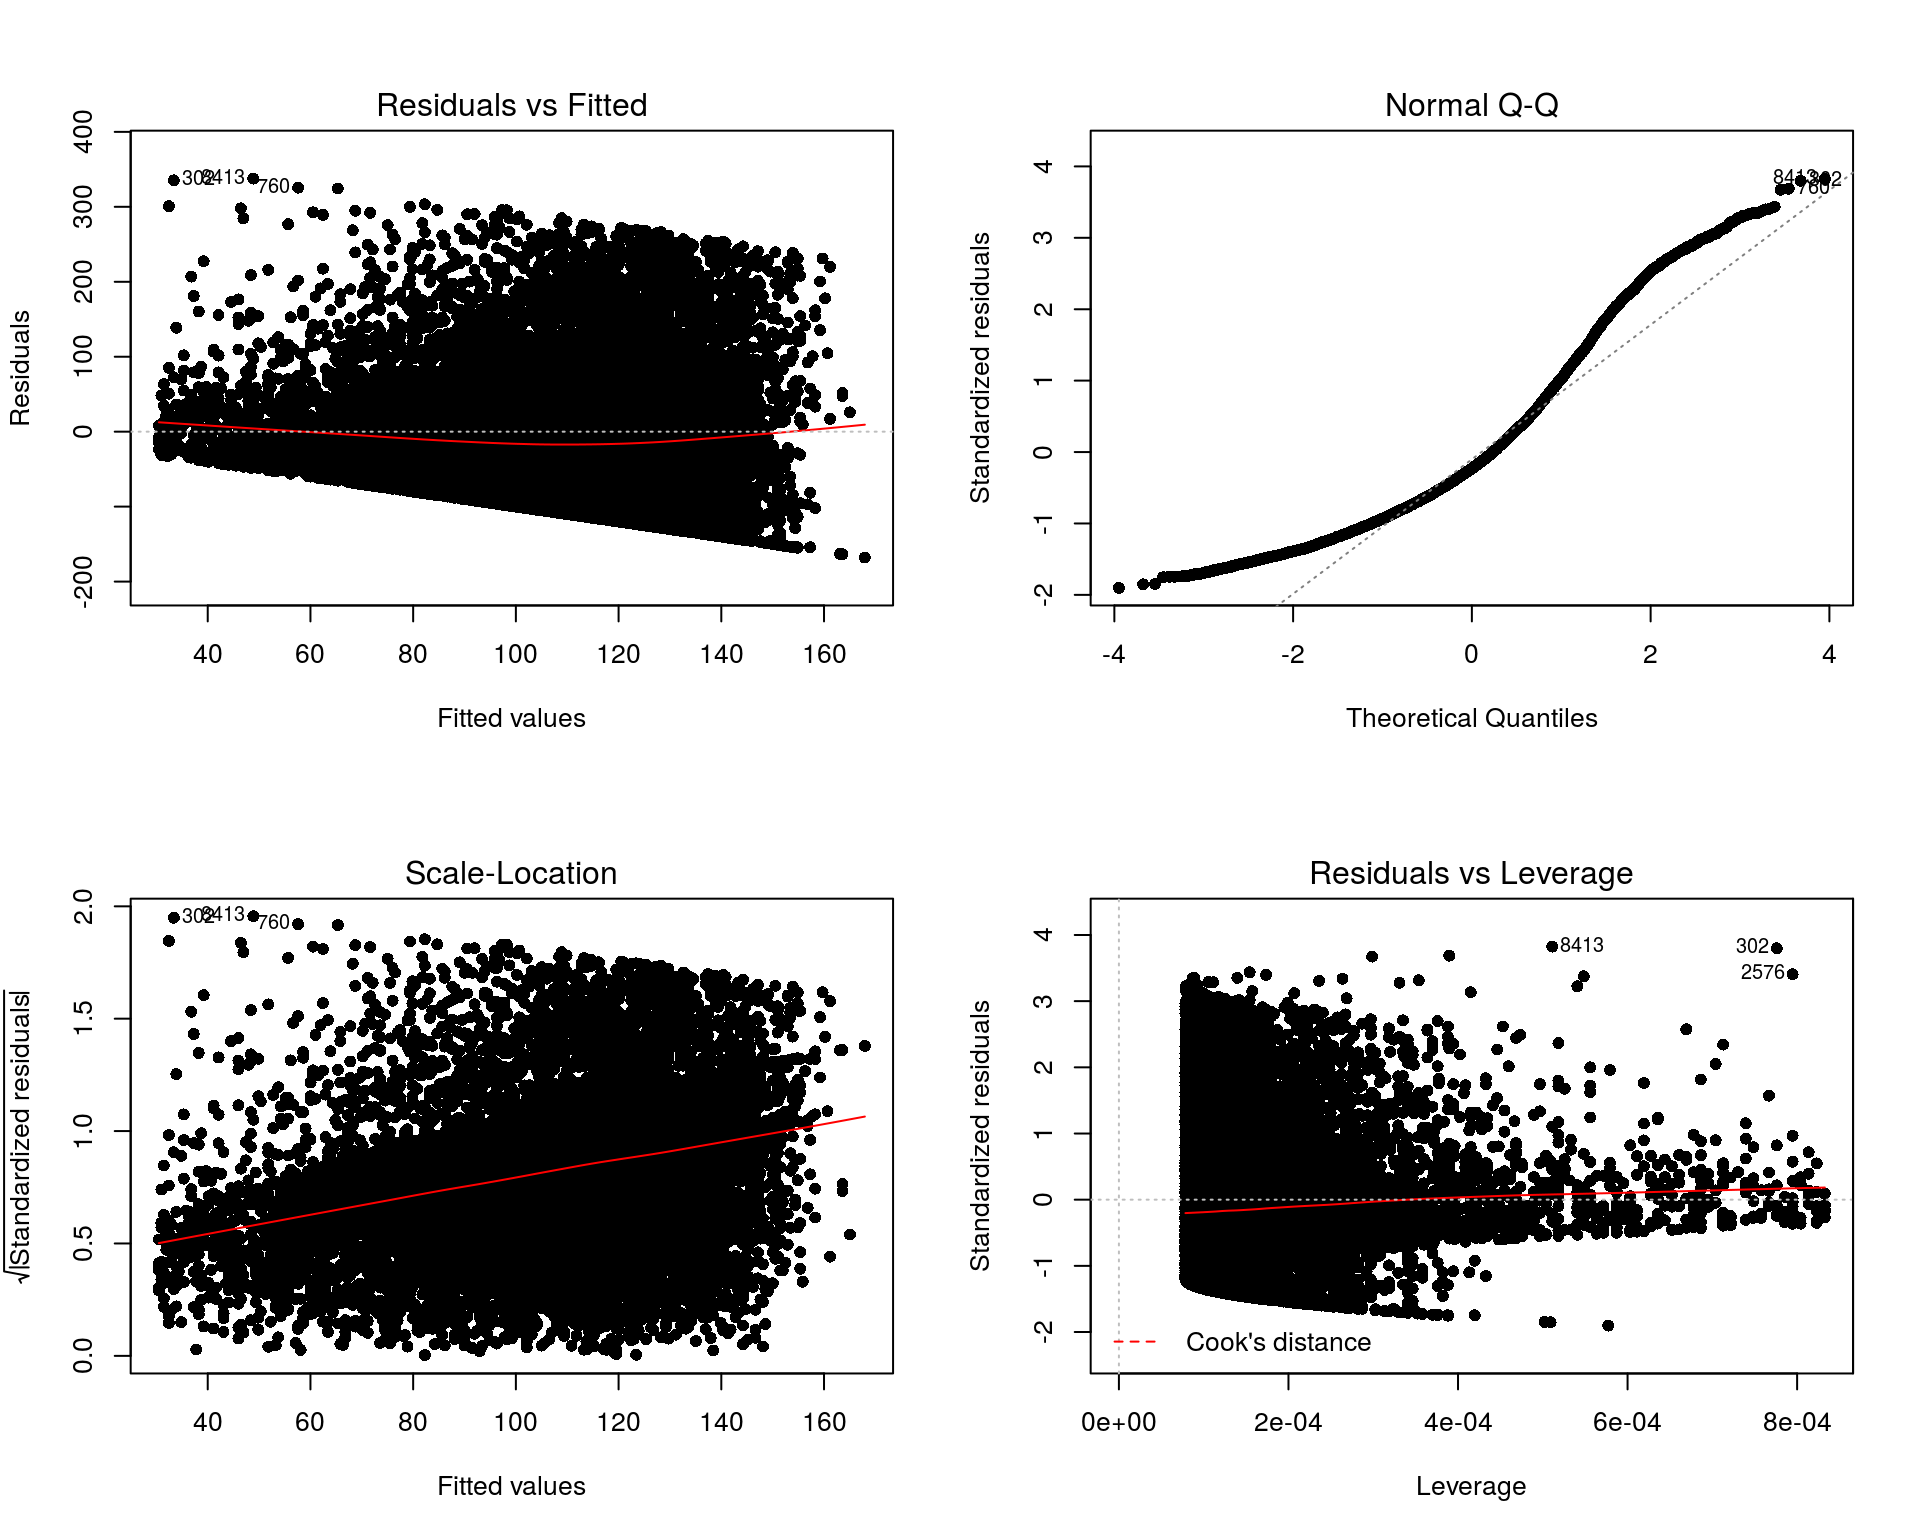 Residuals vs Fitted
Residuals
400
300
200
100
0
-200
302
8413
760
40 60 80 100 120 140 160
Fitted values
Normal Q-Q
Standardized residuals
4
3
2
1
0
-1
-2
8413
302
760
-4 -2 0 2 4
Theoretical Quantiles
Scale-Location
√|Standardized residuals|
2.0
1.5
1.0
0.5
0.0
302
8413
760
40 60 80 100 120 140 160
Fitted values
Residuals vs Leverage
Standardized residuals
4
3
2
1
0
-1
-2
8413
302
2576
Cook's distance
0e+00 2e-04 4e-04 6e-04 8e-04
Leverage